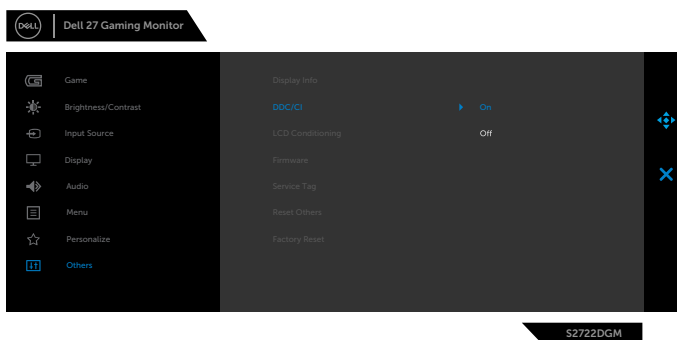 DELL
Dell 27 Gaming Monitor
Game
Display Info
Brightness/Contrast
DDC/CI
On
Input Source
LCD Conditioning
Off
Display
Firmware
Audio
Service Tag
Menu
Reset Others
Personalize
Factory Reset
Others
S2722DGM